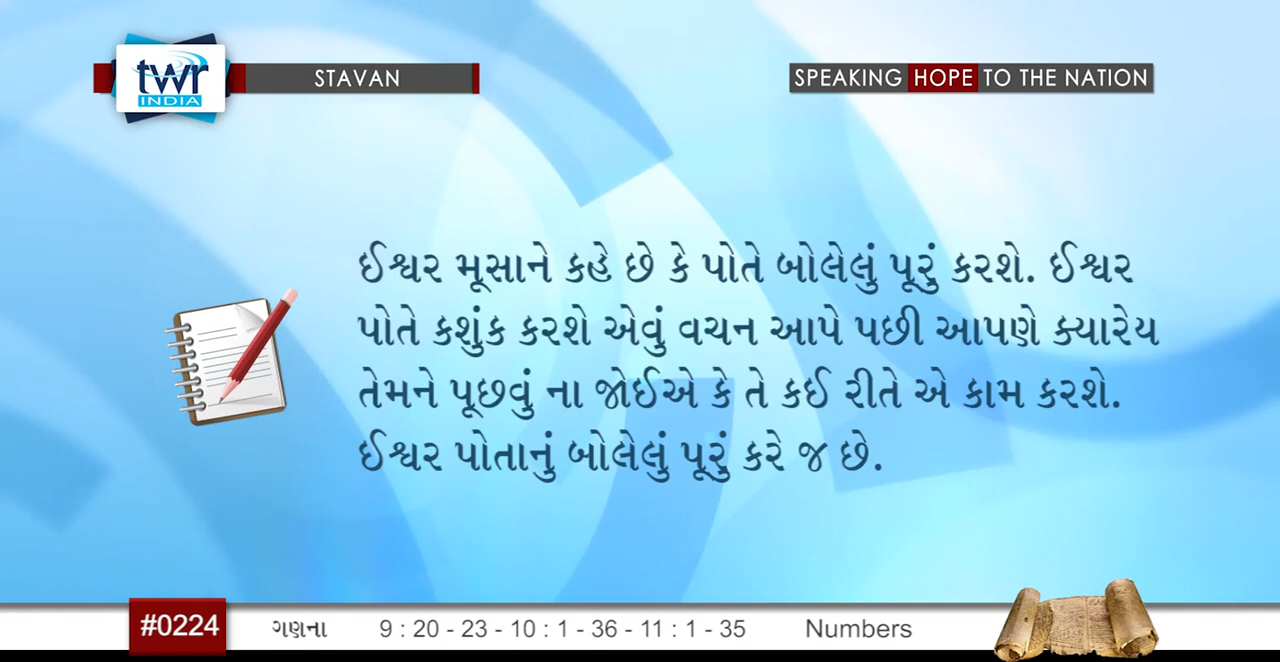 twr
INDIA
STAVAN
SPEAKING HOPE TO THE NATION
ઈશ્વર મૂસાને કહે છે કે પોતે બોલેલું પૂરું કરશે. ઈશ્વર
પોતે કશુંક કરશે એવું વચન આપે પછી આપણે ક્યારેય
તેમને પૂછવું ના જોઈએ કે તે કઈ રીતે એ કામ કરશે.
ઈશ્વર પોતાનું બોલેલું પૂરું કરે જ છે.
#0224 ગણના 9 : 20 - 23 - 10 : 1 - 36 - 11 : 1 - 35 Numbers